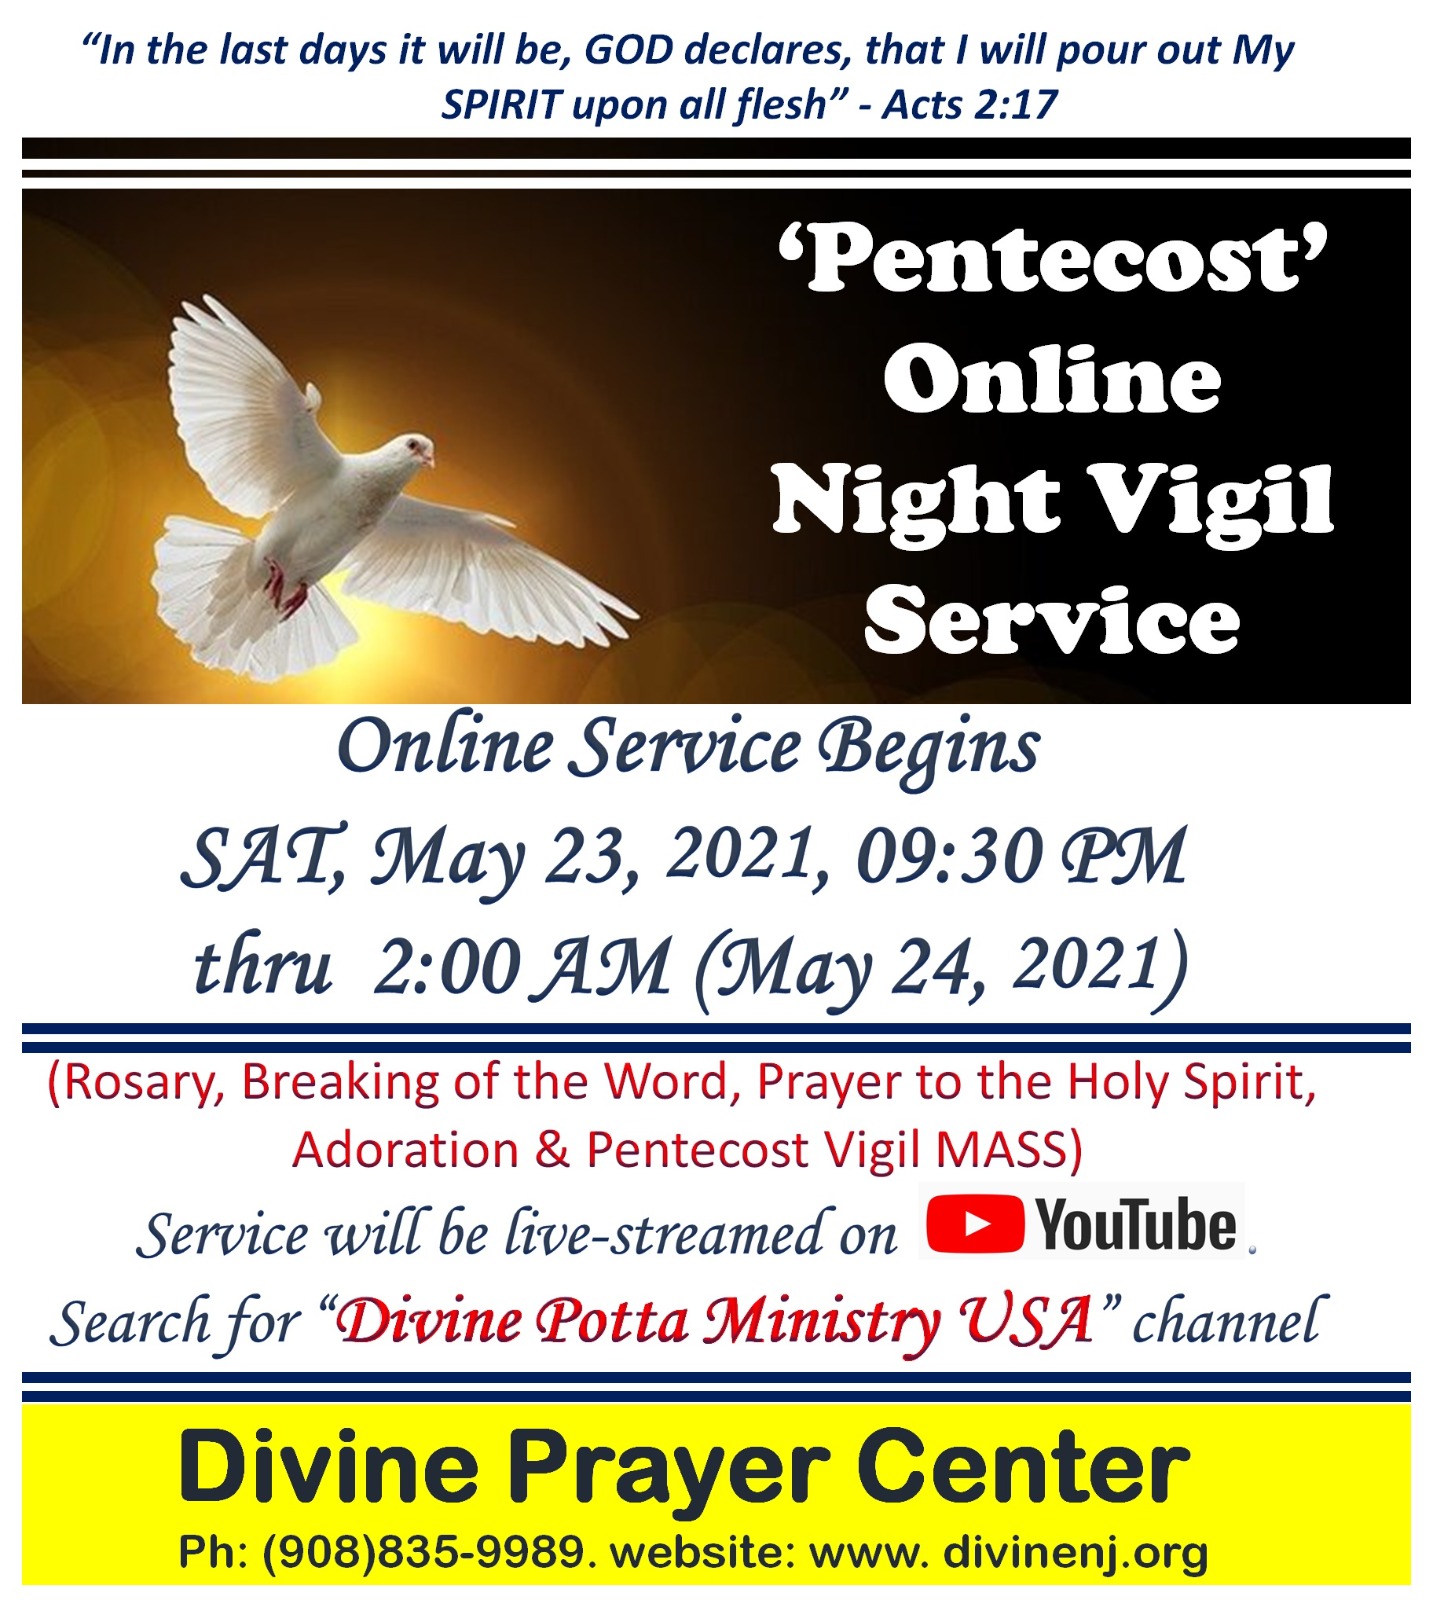 “In the last days it will be, GOD declares, that I will pour out My
SPIRIT upon all flesh” - Acts 2:17
‘Pentecost’
Online
Night Vigil
Service
Online Service Begins
SAT, May 23, 2021, 09:30 PM
thru 2:00 AM (May 24, 2021)
(Rosary, Breaking of the Word, Prayer to the Holy Spirit,
Adoration & Pentecost Vigil MASS)
Service will be live-streamed on YouTube.
Search for “Divine Potta Ministry USA” channel
Divine Prayer Center
Ph: (908)835-9989. website: www. divinenj.org